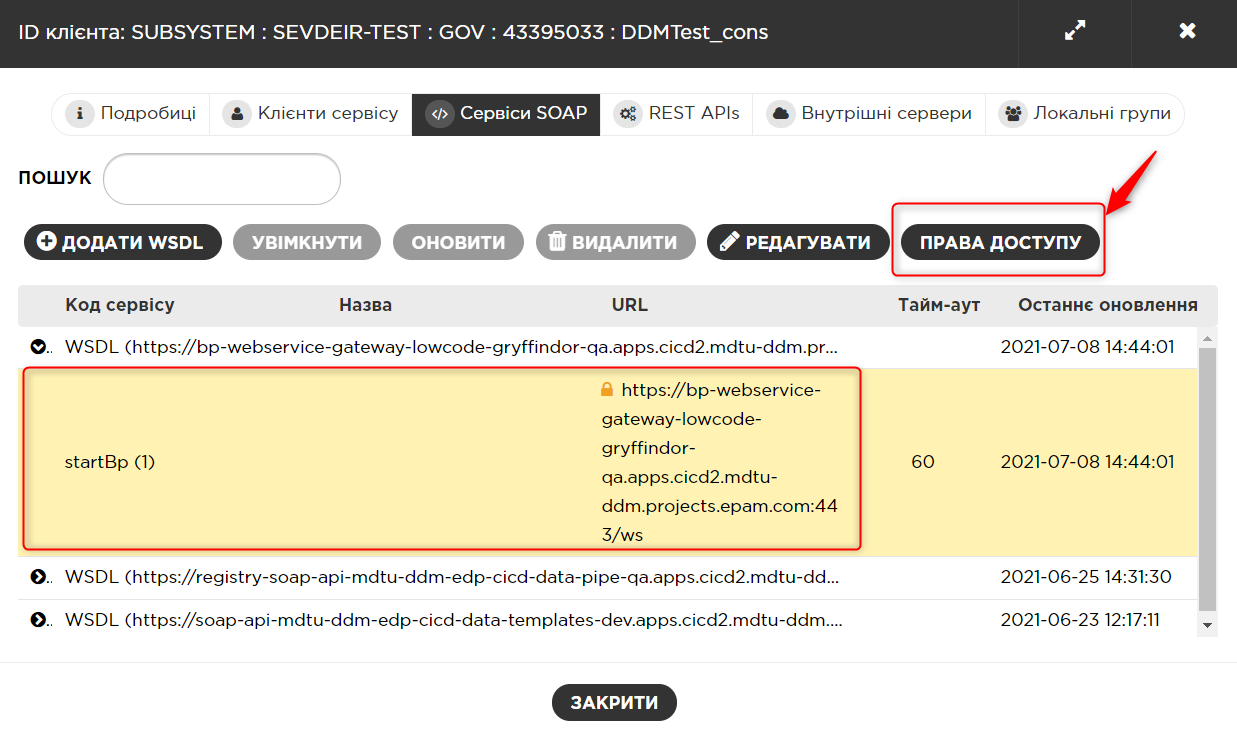 ID клієнта: SUBSYSTEM : SEVDEIR-TEST : GOV : 43395033 : DDMTest_cons
Подробиці Клієнти сервісу Сервіси SOAP REST APIs Внутрішні сервери Локальні групи
ПОШУК
ДОДАТИ WSDL УВІМКНУТИ ОНОВИТИ ВИДАЛИТИ РЕДАГУВАТИ ПРАВА ДОСТУПУ
Код сервісу Назва URL Тайм-аут Останнє оновлення
WSDL (https://bp-webservice-gateway-lowcode-gryffindor-qa.apps.cicd2.mdtu-ddm.pr... 2021-07-08 14:44:01
https://bp-webservice-
gateway-lowcode-
gryffindor-
startBp (1) qa.apps.cicd2.mdtu- 60 2021-07-08 14:44:01
ddm.projects.epam.com:44
3/ws
WSDL (https://registry-soap-api-mdtu-ddm-edp-cicd-data-pipe-qa.apps.cicd2.mdtu-dd... 2021-06-25 14:31:30
WSDL (https://soap-api-mdtu-ddm-edp-cicd-data-templates-dev.apps.cicd2.mdtu-ddm.... 2021-06-23 12:17:11
ЗАКРИТИ